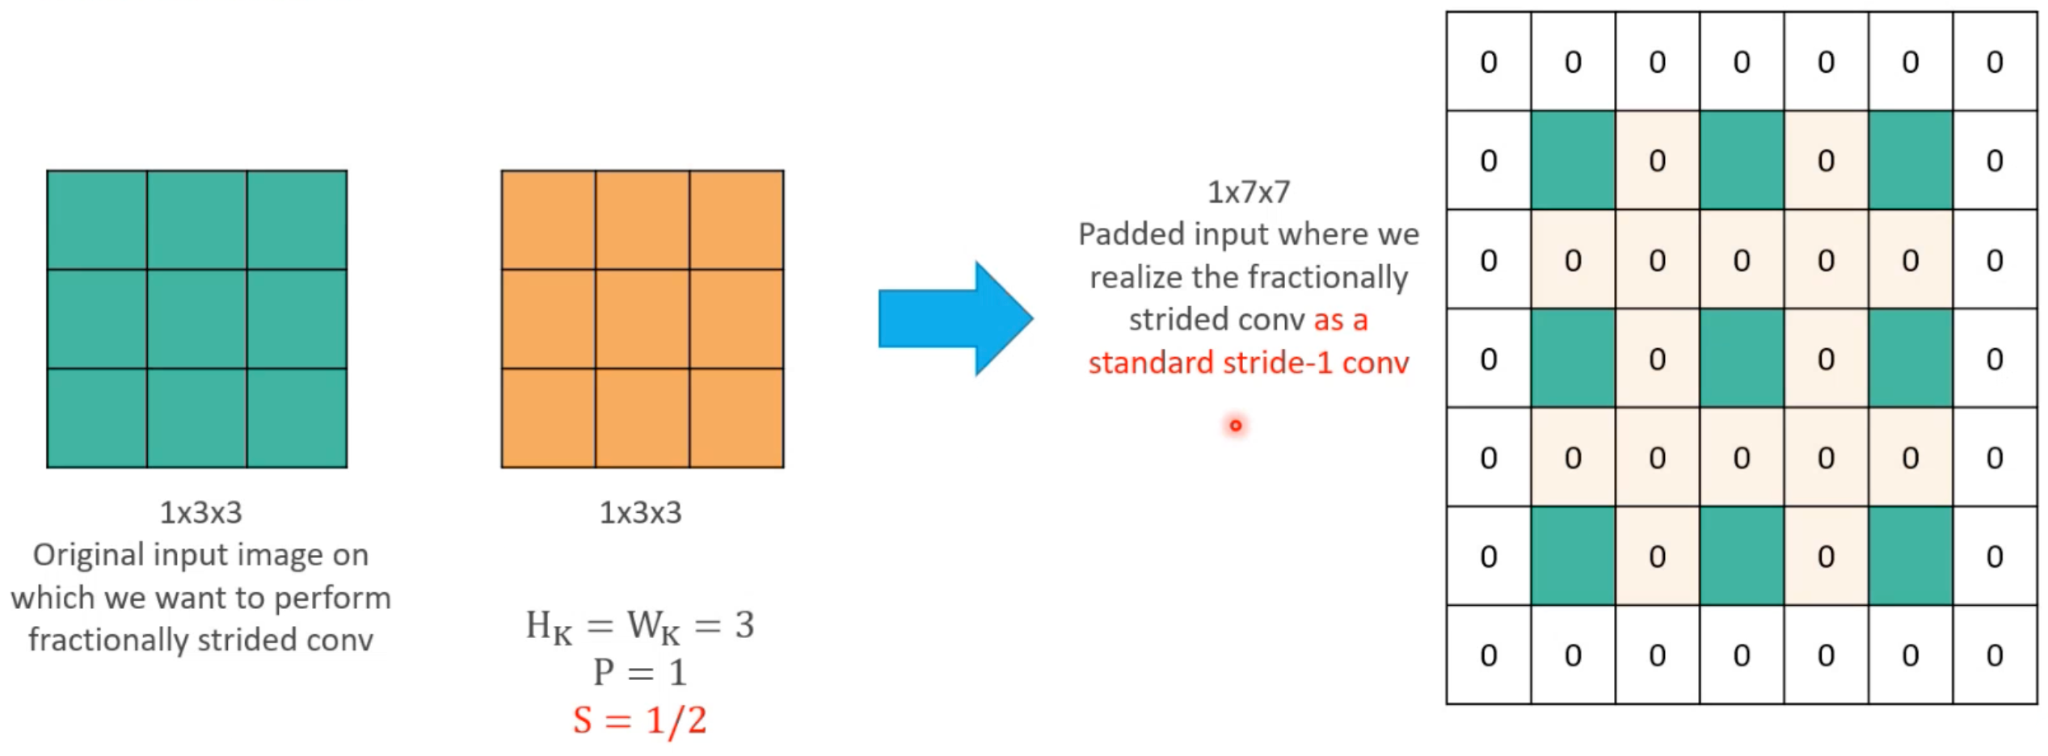 1x3x3
Original input image on
which we want to perform
fractionally strided conv
1x3x3
H_K = W_K = 3
P = 1
S = 1/2
1x7x7
Padded input where we
realize the fractionally
strided conv as a
standard stride-1 conv
0 0 0 0 0 0 0
0 0 0 0
0 0 0 0 0 0 0
0 0 0 0
0 0 0 0 0 0 0
0 0 0 0
0 0 0 0 0 0 0